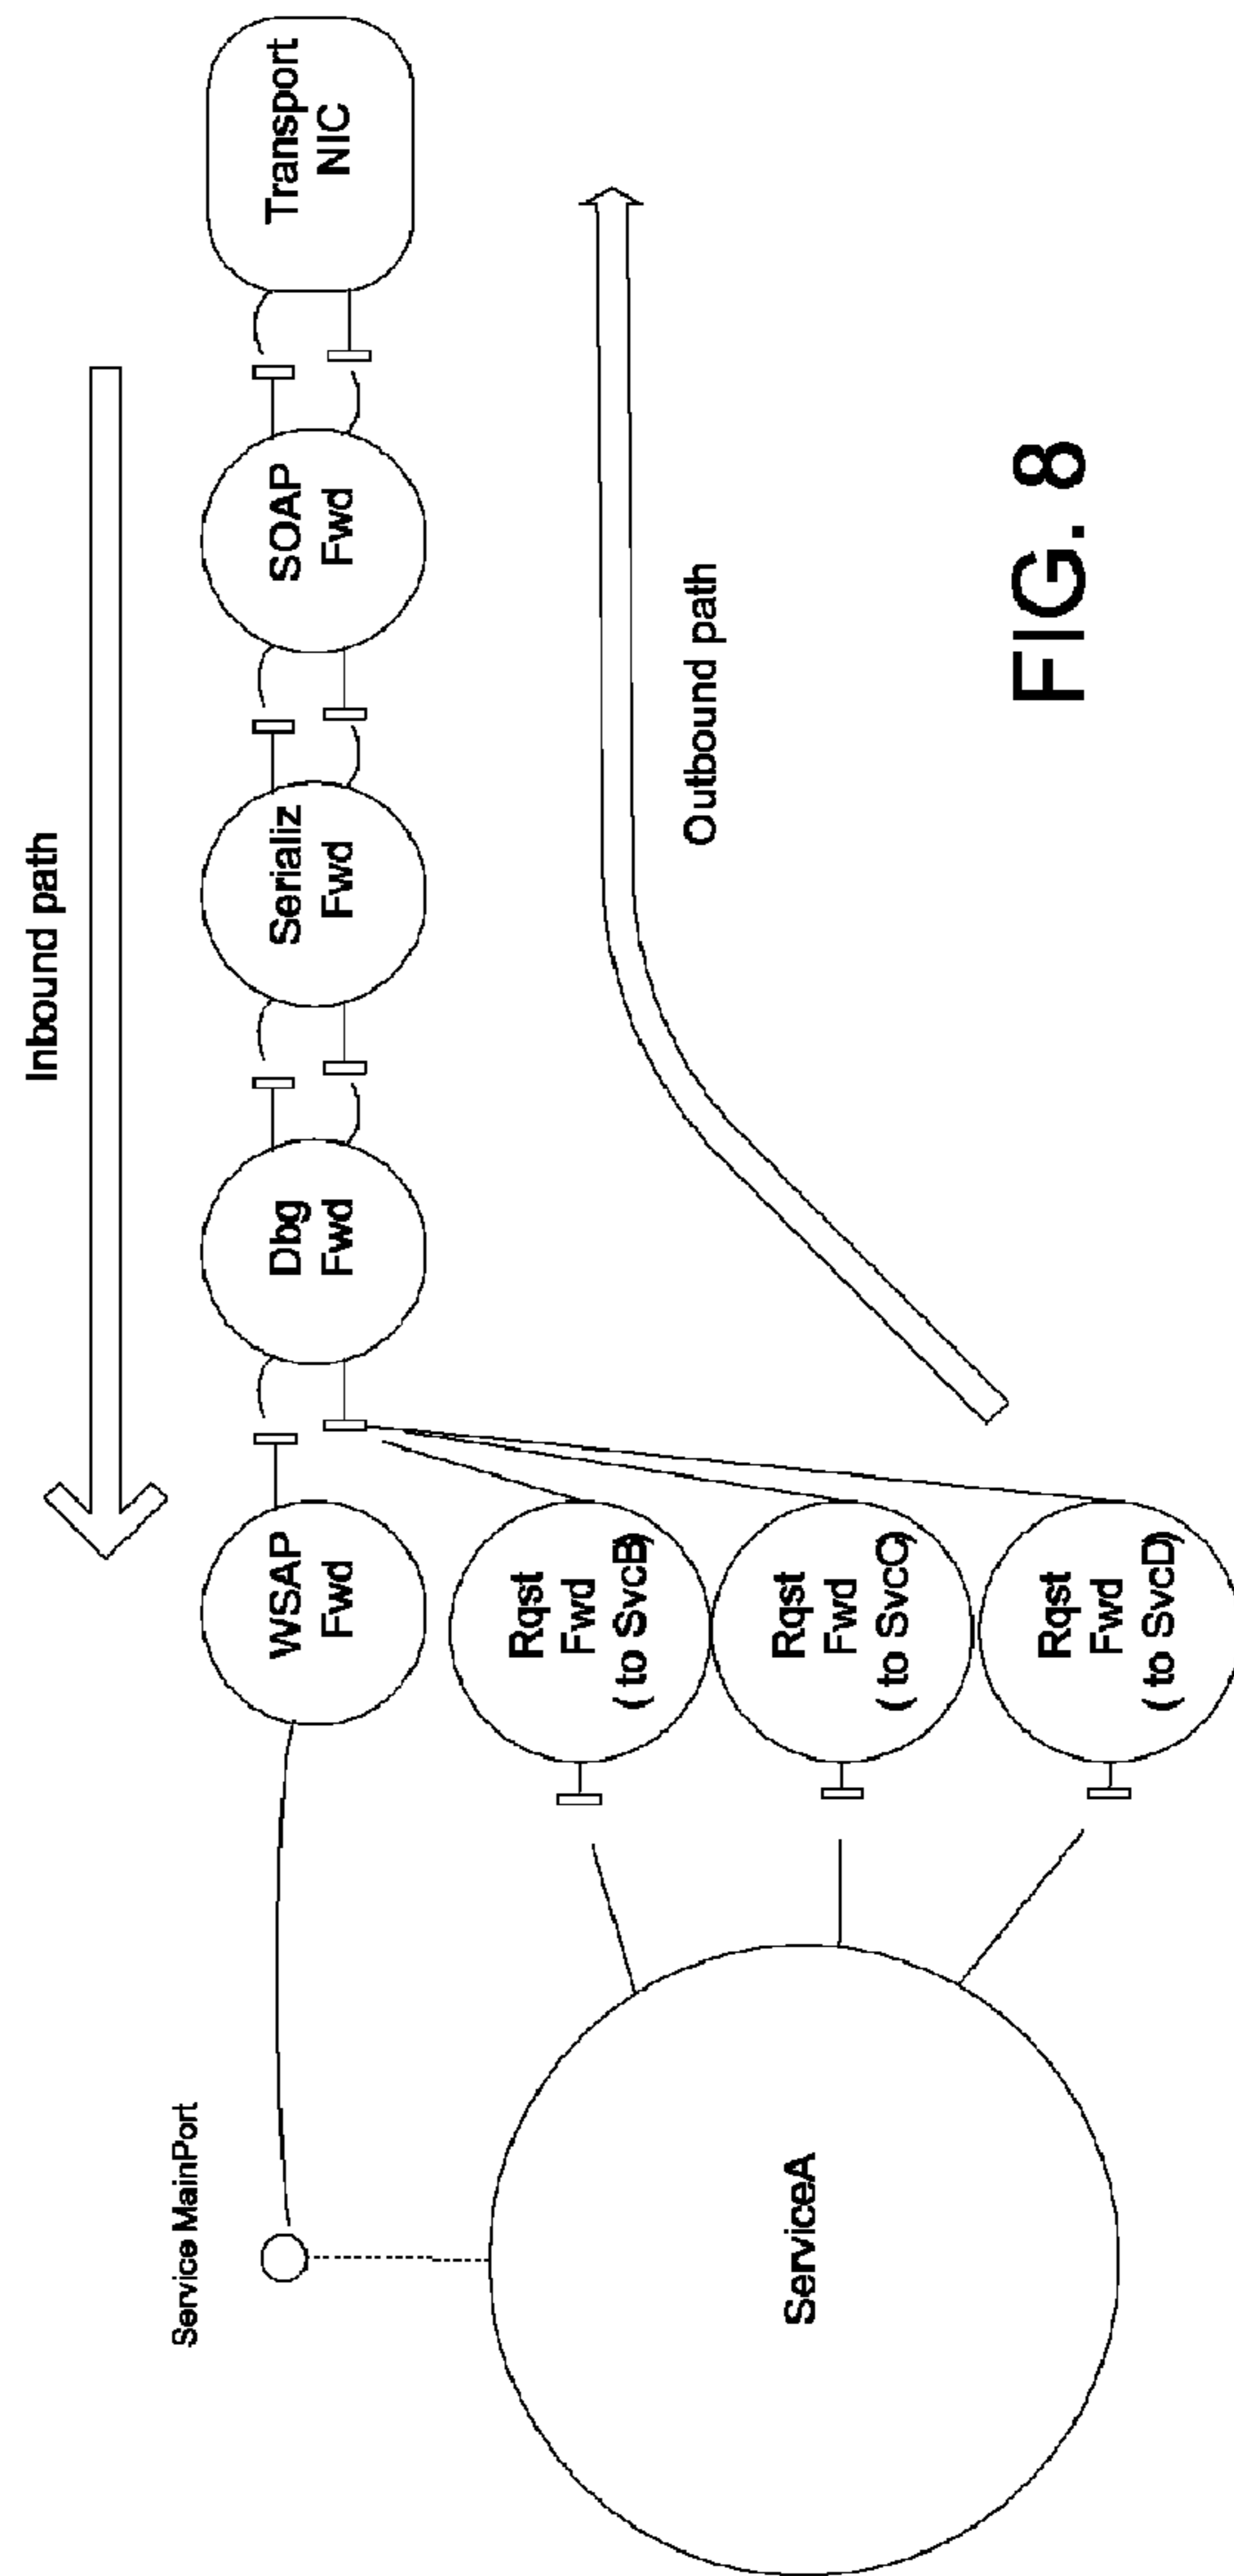 Inbound path
Service MainPort
WSAP
Fwd
Dbg
Fwd
Serializ
Fwd
SOAP
Fwd
Transport
NIC
Rqst
Fwd
( to SvcB)
Rqst
Fwd
( to SvcC)
Rqst
Fwd
( to SvcD)
ServiceA
Outbound path
FIG. 8